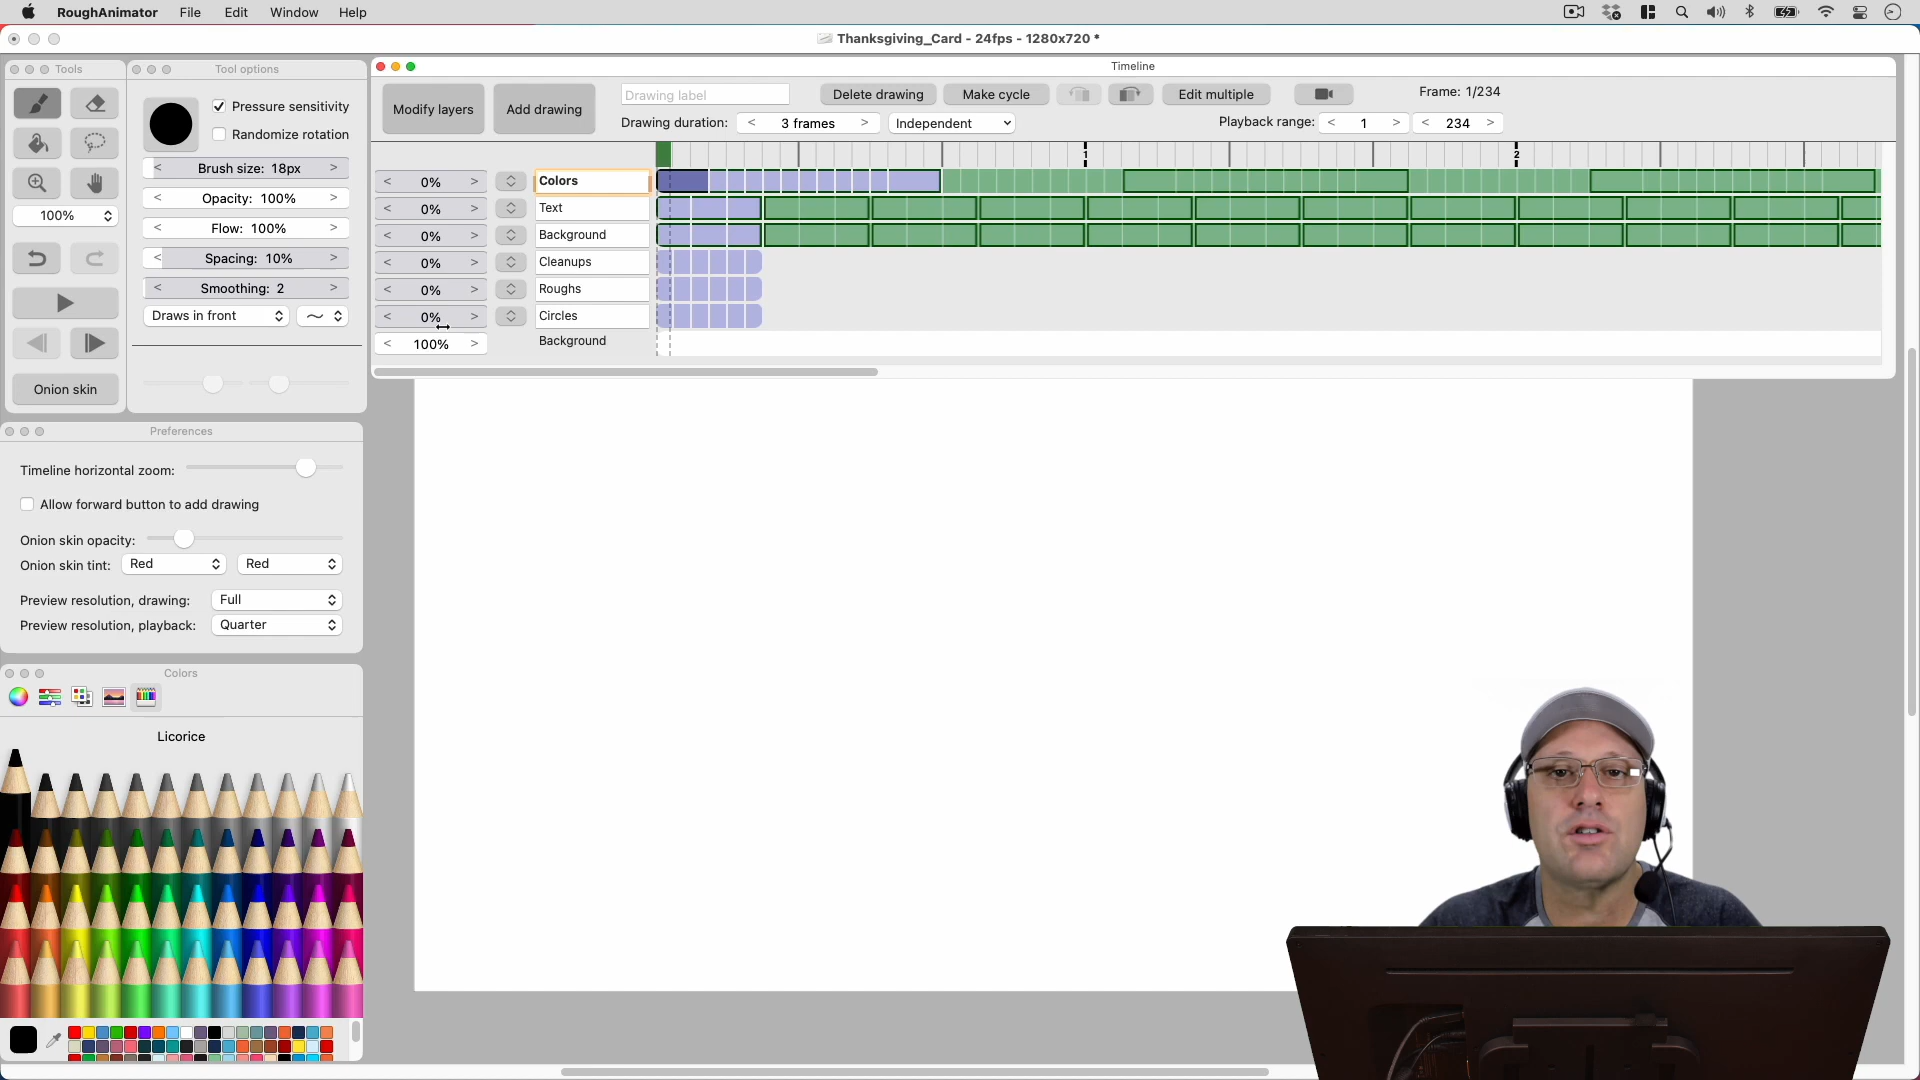 RoughAnimator File Edit Window Help
Thanksgiving_Card - 24fps - 1280x720 *
Tools
Tool options
Timeline
Pressure sensitivity
Randomize rotation
< Brush size: 18px >
< Opacity: 100% >
< Flow: 100% >
< Spacing: 10% >
< Smoothing: 2 >
Draws in front
100%
Onion skin
Modify layers
Add drawing
Drawing label
Delete drawing
Make cycle
Edit multiple
Frame: 1/234
Drawing duration: < 3 frames > Independent
Playback range: < 1 > < 234 >
1 2
< 0% > Colors
< 0% > Text
< 0% > Background
< 0% > Cleanups
< 0% > Roughs
< 0% > Circles
< 100% > Background
Preferences
Timeline horizontal zoom:
Allow forward button to add drawing
Onion skin opacity:
Onion skin tint: Red Red
Preview resolution, drawing: Full
Preview resolution, playback: Quarter
Colors
Licorice